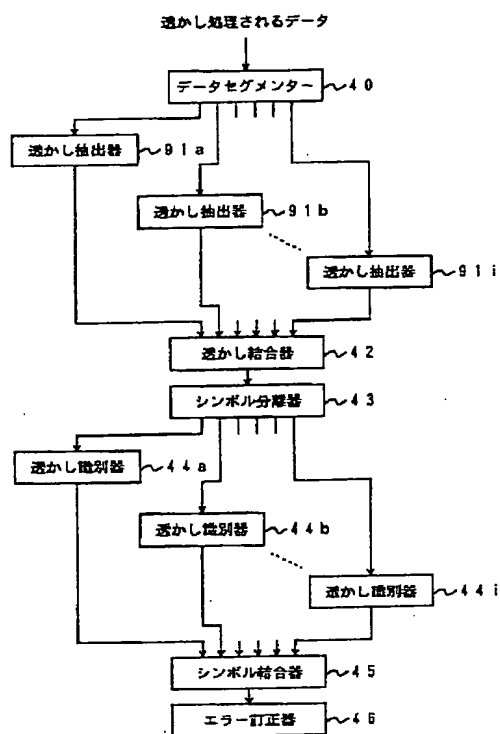 透かし処理されるデータ
データセグメンター 40
透かし抽出器 91a
透かし抽出器 91b
透かし抽出器 91i
透かし結合器 42
シンボル分離器 43
透かし識別器 44a
透かし識別器 44b
透かし識別器 44i
シンボル結合器 45
エラー訂正器 46